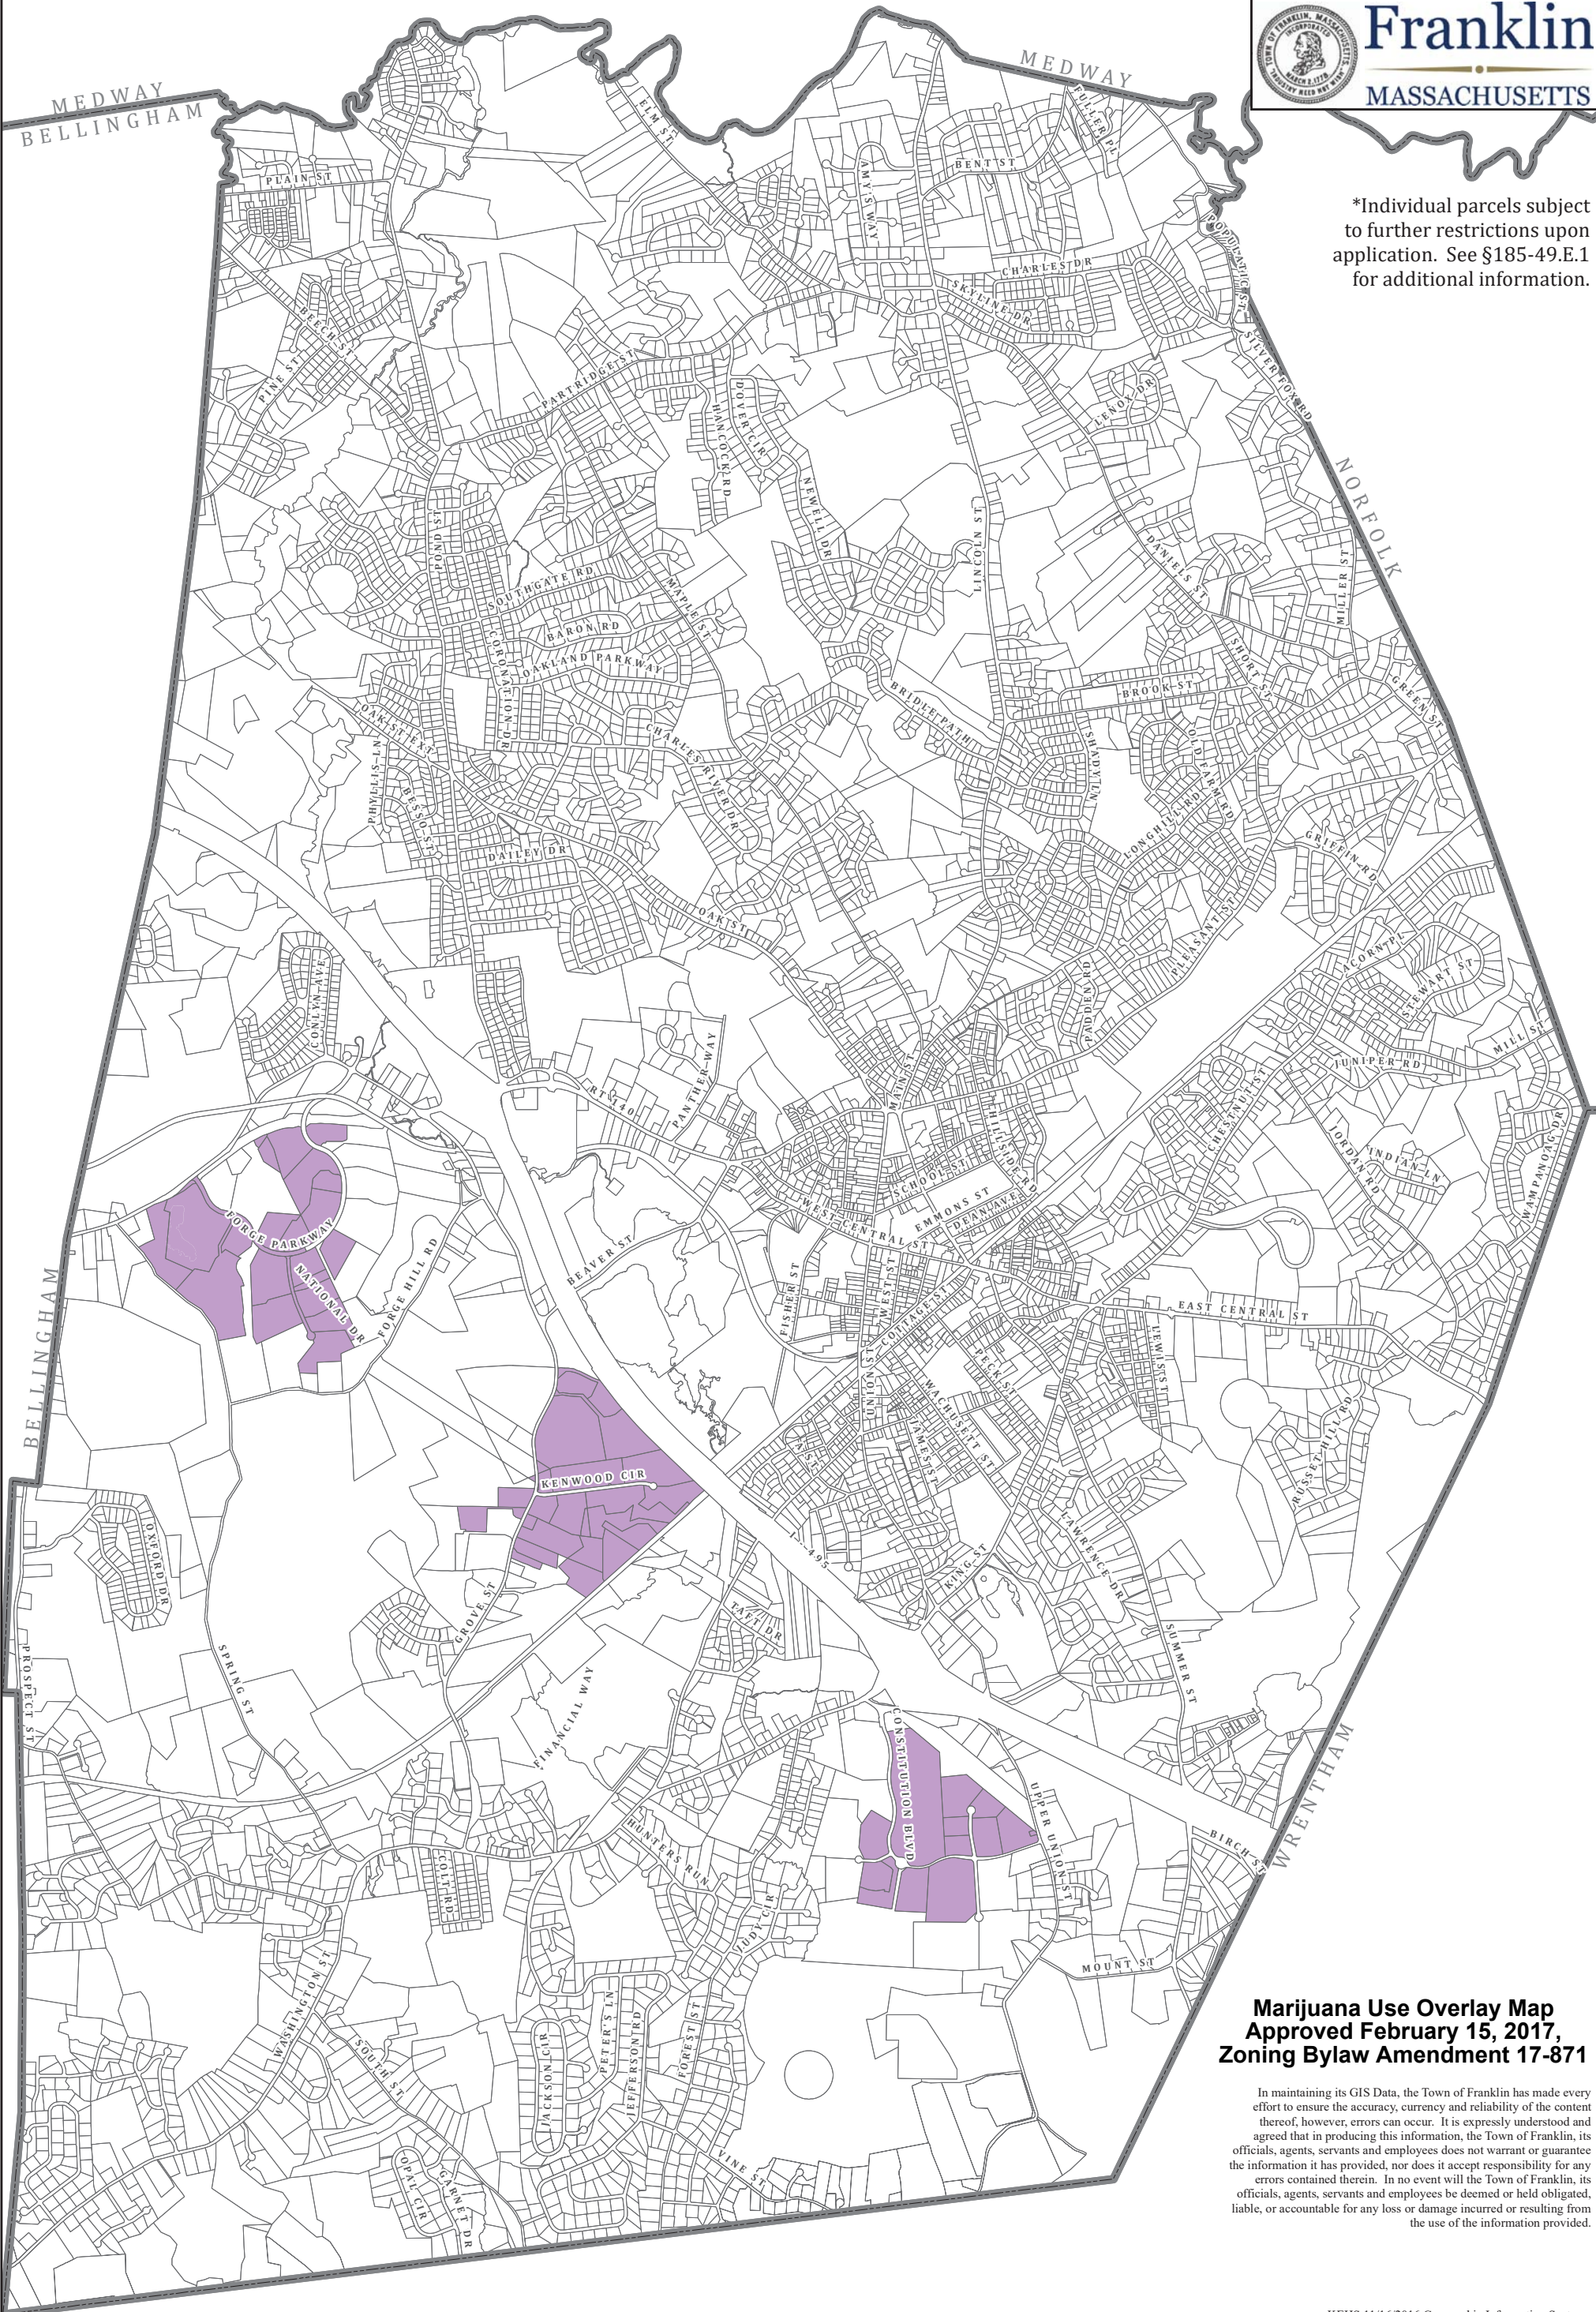 TOWN OF FRANKLIN, MASSACHUSETTS
INCORPORATED
MARCH 2, 1778
INDUSTRY NEED NOT WISH
Franklin
MASSACHUSETTS
MEDWAY
BELLINGHAM
MEDWAY
*Individual parcels subject
to further restrictions upon
application. See §185-49.E.1
for additional information.
ELM ST
FULLER PL
BENT ST
AMY'S WAY
PLAIN ST
POPULATIC ST
CHARLES DR
SKYLINE DR
BEECH ST
PINE ST
SILVER FOX RD
PARTRIDGE ST
LENOX DR
DOVER CIR
HANCOCK RD
NORFOLK
NEWELL DR
POND ST
LINCOLN ST
DANIELS ST
MILLER ST
SOUTHGATE RD
MAPLE ST
BARON RD
CORONATION DR
OAKLAND PARKWAY
SHORT ST
BROOK ST
GREEN ST
BRIDLE PATH
OAK ST EXT
CHARLES RIVER DR
PHYLLIS LN
BESSO ST
SHADY LN
OLD FARM RD
LONGHILL RD
GRIFFIN RD
DAILEY DR
OAK ST
PLEASANT ST
ACORN PL
STEWART ST
CONLYN AVE
PADDEN RD
MILL ST
JUNIPER RD
RT 140
PANTHER WAY
MAIN ST
HILLSIDE RD
CHESTNUT ST
JORDAN RD
INDIAN LN
WAMPANOAG DR
SCHOOL ST
EMMONS ST
DEAN AVE
WEST CENTRAL ST
FORGE PARKWAY
NATIONAL DR
FORGE HILL RD
BEAVER ST
FISHER ST
WEST ST
COTTAGE ST
EAST CENTRAL ST
BELLINGHAM
LEWIS ST
PECK ST
UNION ST
WACHUSETT ST
JAMES ST
RUSSET HILL RD
KENWOOD CIR
OXFORD DR
I-495
LAWRENCE DR
KING ST
GROVE ST
TAFT DR
SUMMER ST
PROSPECT ST
SPRING ST
FINANCIAL WAY
CONSTITUTION BLVD
UPPER UNION ST
WRENTHAM
BIRCH ST
HUNTERS RUN
COLT RD
JUDY CIR
MOUNT ST
WASHINGTON ST
SOUTH ST
JACKSON CIR
PETER'S LN
JEFFERSON RD
FOREST ST
VINE ST
OPAL CIR
GARNET DR
Marijuana Use Overlay Map
Approved February 15, 2017,
Zoning Bylaw Amendment 17-871
In maintaining its GIS Data, the Town of Franklin has made every
effort to ensure the accuracy, currency and reliability of the content
thereof, however, errors can occur. It is expressly understood and
agreed that in producing this information, the Town of Franklin, its
officials, agents, servants and employees does not warrant or guarantee
the information it has provided, nor does it accept responsibility for any
errors contained therein. In no event will the Town of Franklin, its
officials, agents, servants and employees be deemed or held obligated,
liable, or accountable for any loss or damage incurred or resulting from
the use of the information provided.